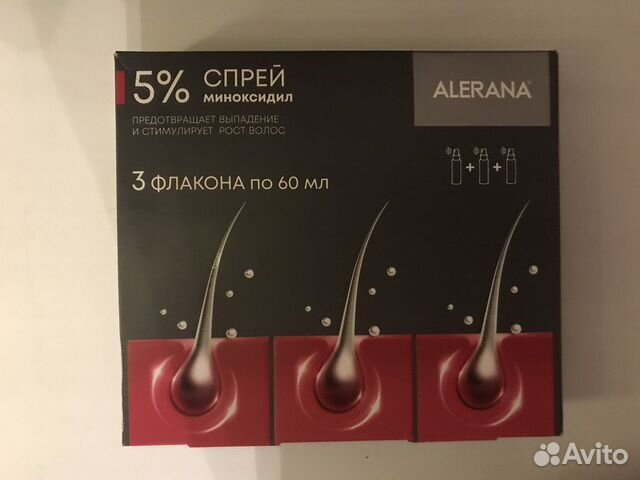 5% СПРЕЙ
МИНОКСИДИЛ
ALERANA®
ПРЕДОТВРАЩАЕТ ВЫПАДЕНИЕ
И СТИМУЛИРУЕТ РОСТ ВОЛОС
+ +
3 ФЛАКОНА ПО 60 МЛ
Avito